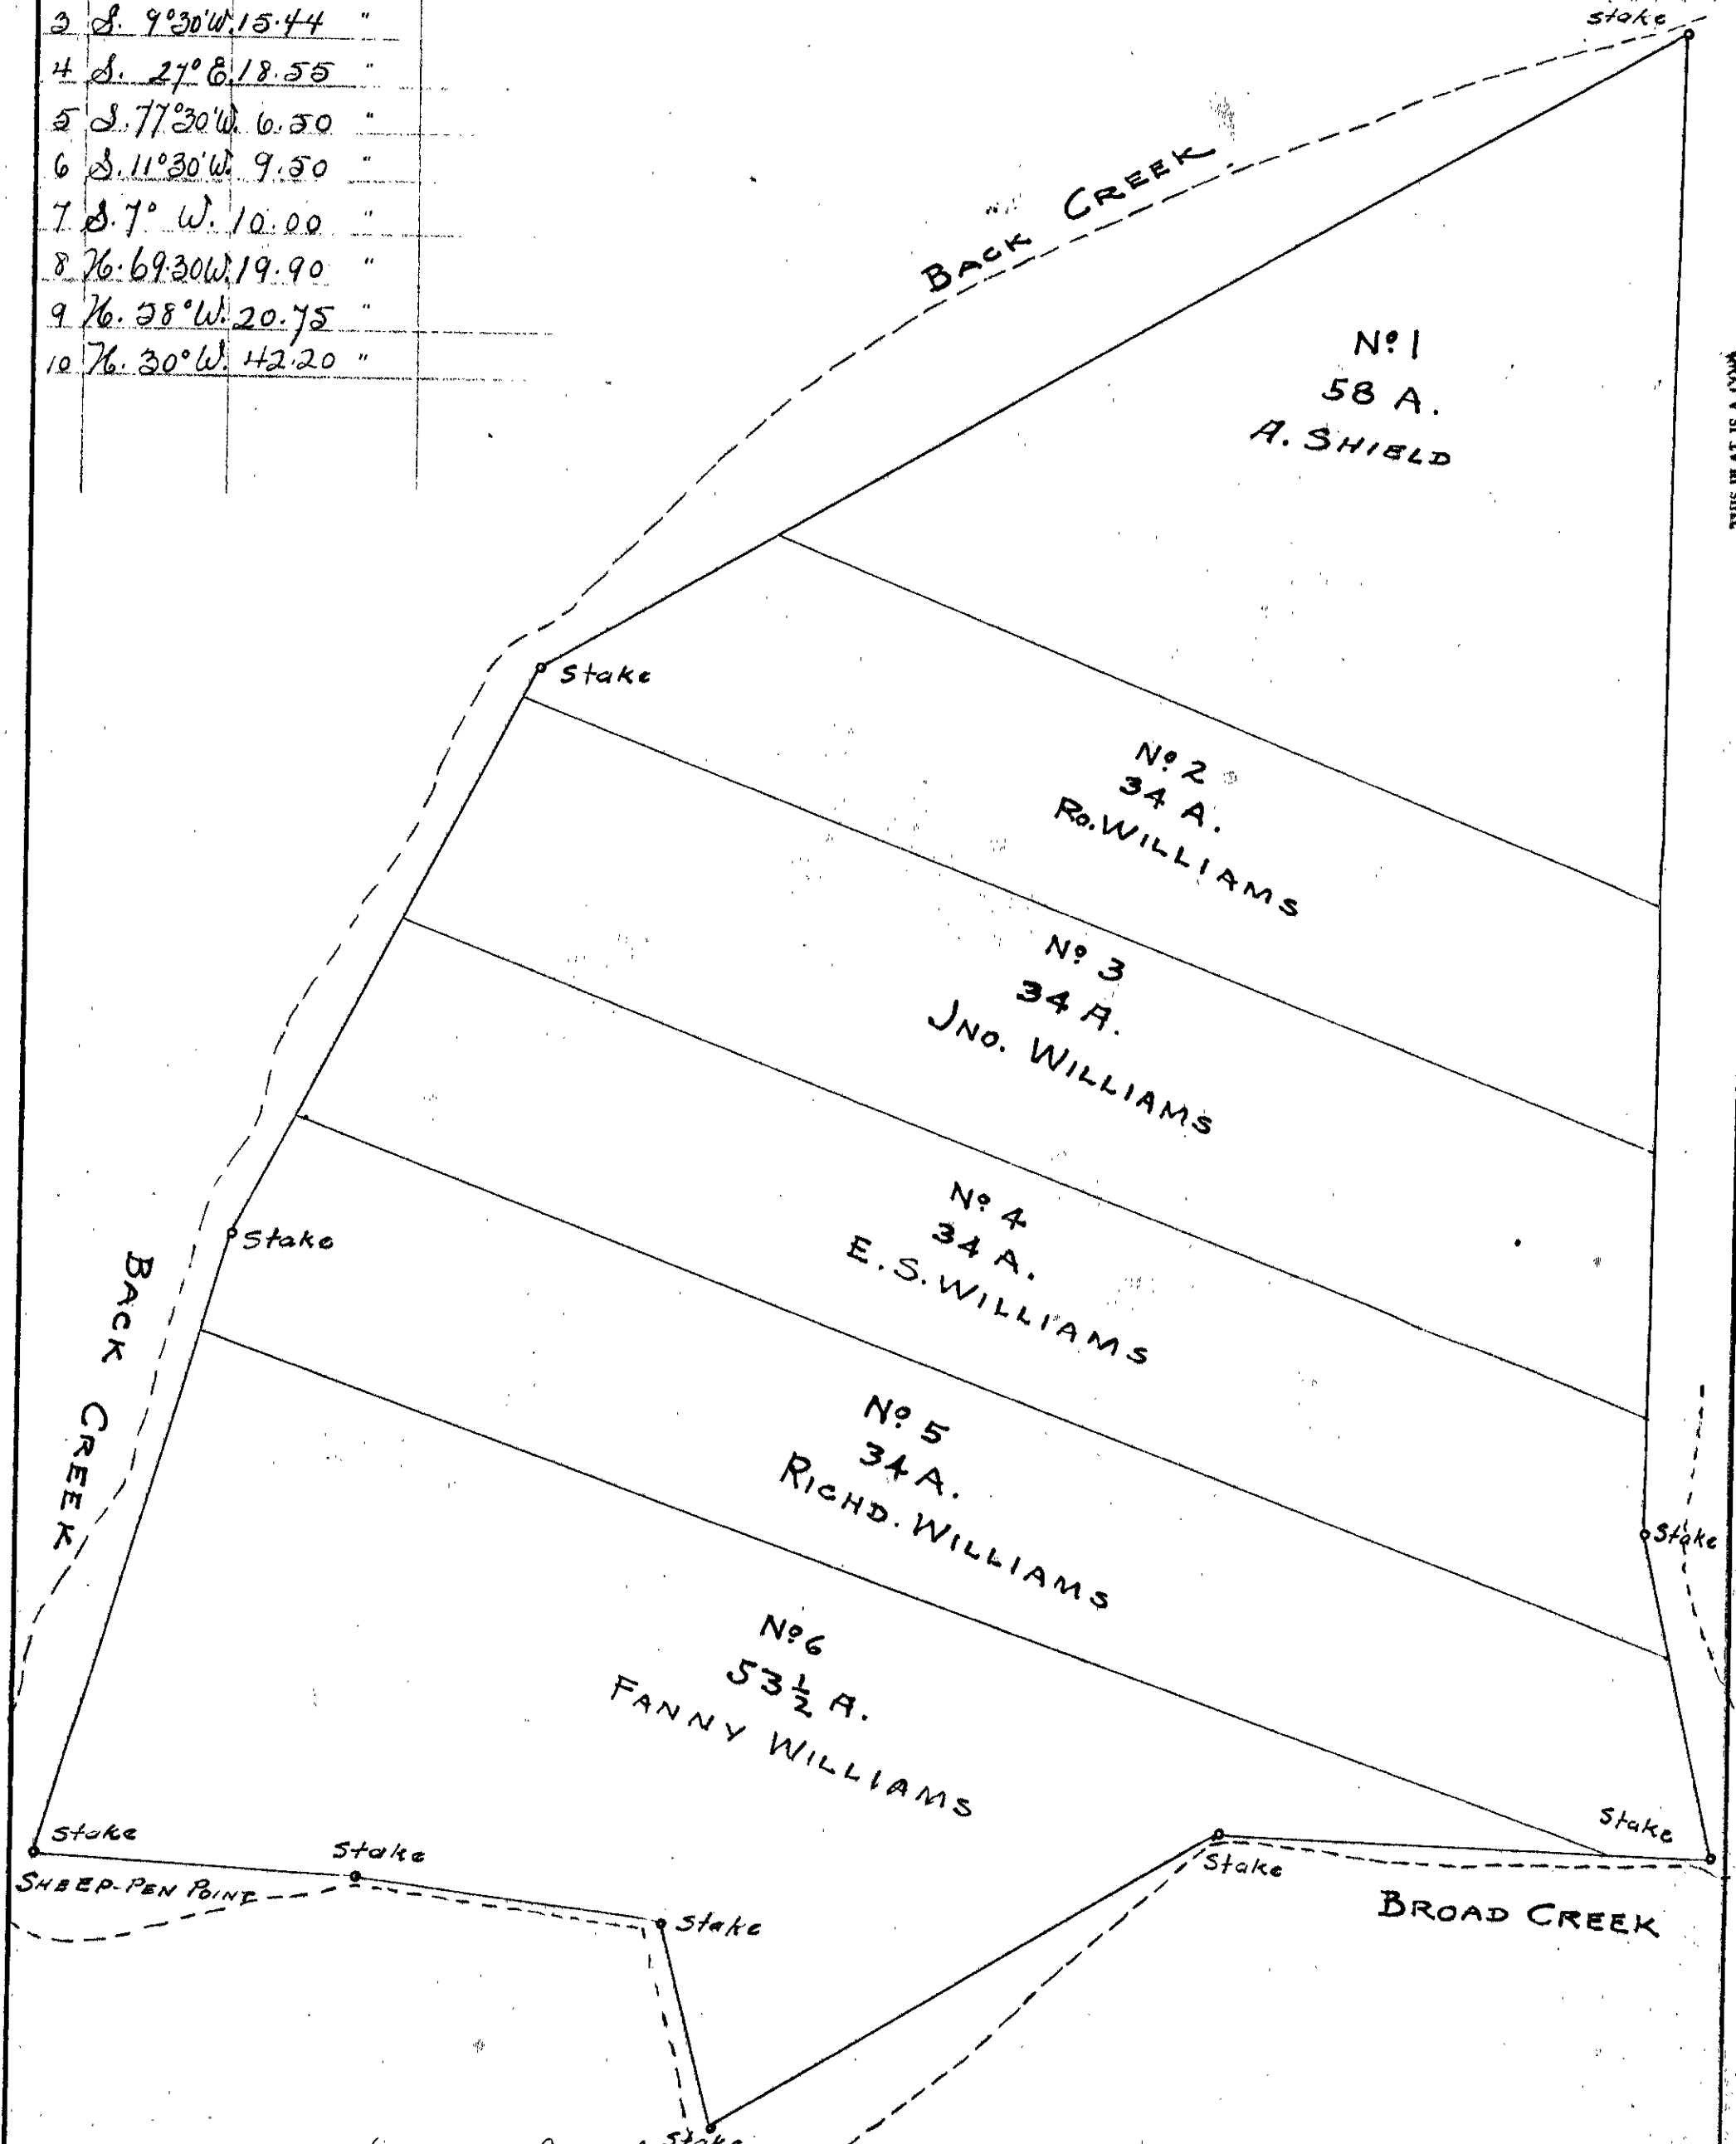 3 S. 9°30'W. 15.44 "
4 S. 27° E. 18.55 "
5 S. 77°30'W. 6.50 "
6 S. 11°30'W. 9.50 "
7 S. 7° W. 10.00 "
8 N. 69.30W. 19.90 "
9 N. 58° W. 20.75 "
10 N. 30° W. 42.20 "
Stake
BACK CREEK
Nº 1
58 A.
A. SHIELD
Stake
Nº 2
34 A.
Ro. WILLIAMS
Nº 3
34 A.
JNO. WILLIAMS
Nº 4
34 A.
E. S. WILLIAMS
Stake
BACK CREEK
Nº 5
34 A.
RICHD. WILLIAMS
Stake
Nº 6
53 1/2 A.
FANNY WILLIAMS
Stake
Stake
Stake
Stake
SHEEP-PEN POINT
Stake
BROAD CREEK
Stake